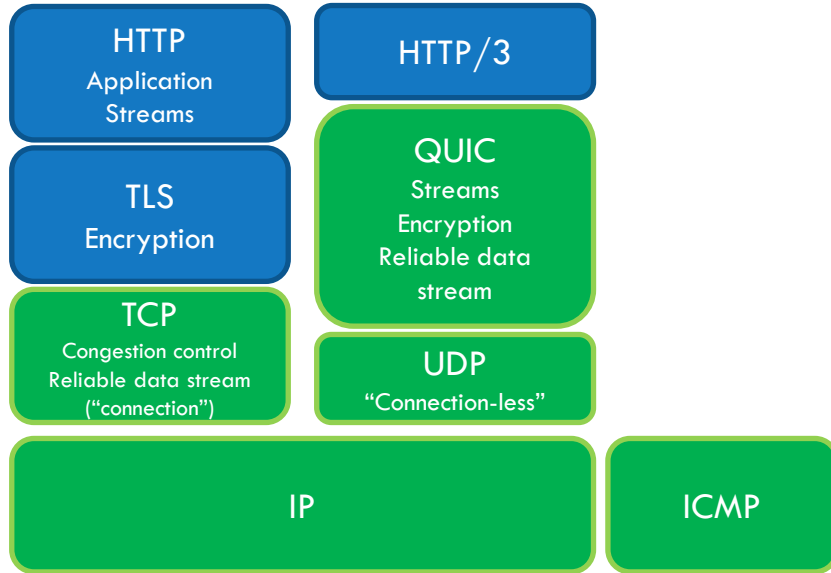 HTTP
Application
Streams
TLS
Encryption
TCP
Congestion control
Reliable data stream
(“connection”)
HTTP/3
QUIC
Streams
Encryption
Reliable data
stream
UDP
“Connection-less”
IP
ICMP